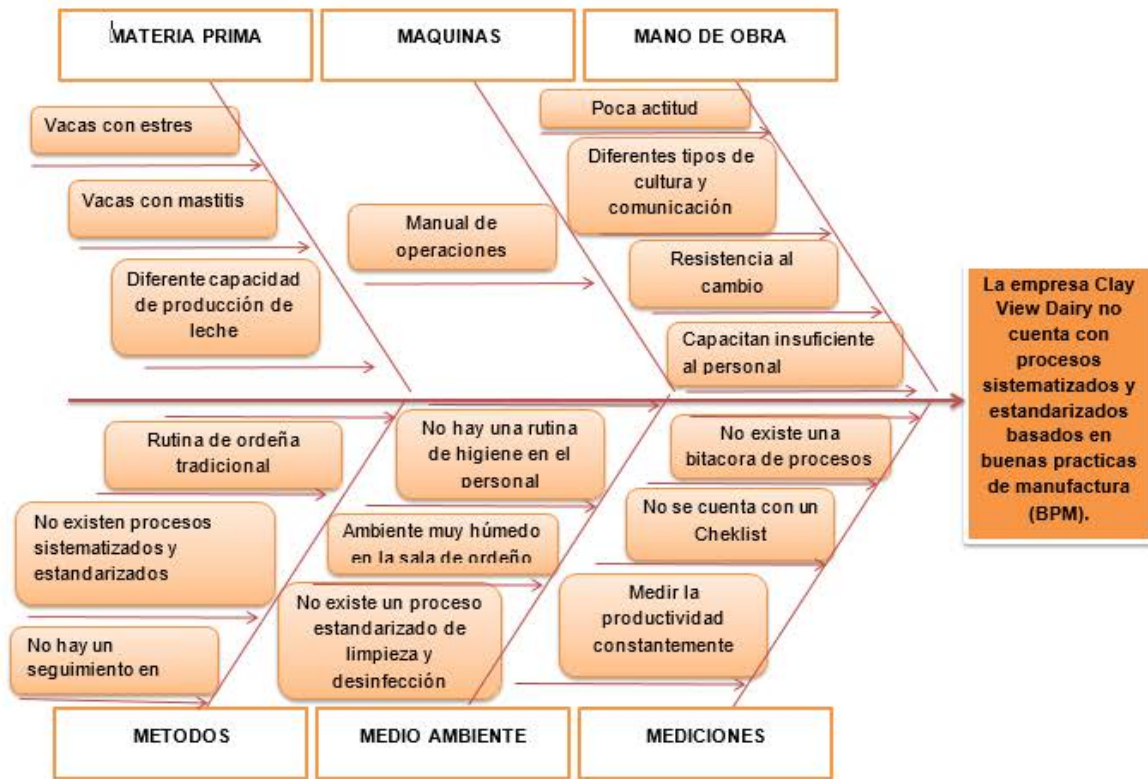 MATERIA PRIMA
MAQUINAS
MANO DE OBRA
Vacas con estres
Vacas con mastitis
Diferente capacidad
de producción de
leche
Manual de
operaciones
Poca actitud
Diferentes tipos de
cultura y
comunicación
Resistencia al
cambio
Capacitan insuficiente
al personal
La empresa Clay
View Dairy no
cuenta con
procesos
sistematizados y
estandarizados
basados en
buenas practicas
de manufactura
(BPM).
Rutina de ordeña
tradicional
No existen procesos
sistematizados y
estandarizados
No hay un
seguimiento en
No hay una rutina
de higiene en el
personal
Ambiente muy húmedo
en la sala de ordeño
No existe un proceso
estandarizado de
limpieza y
desinfección
No existe una
bitacora de procesos
No se cuenta con un
Cheklist
Medir la
productividad
constantemente
METODOS
MEDIO AMBIENTE
MEDICIONES